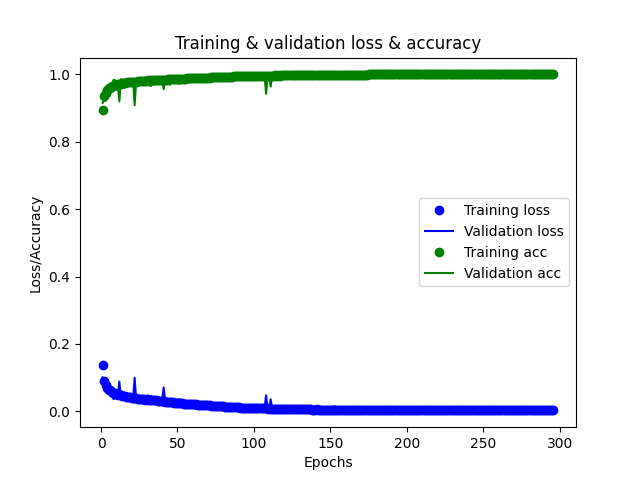 Training & validation loss & accuracy
Loss/Accuracy
1.0
0.8
0.6
0.4
0.2
0.0
Training loss
Validation loss
Training acc
Validation acc
0 50 100 150 200 250 300
Epochs